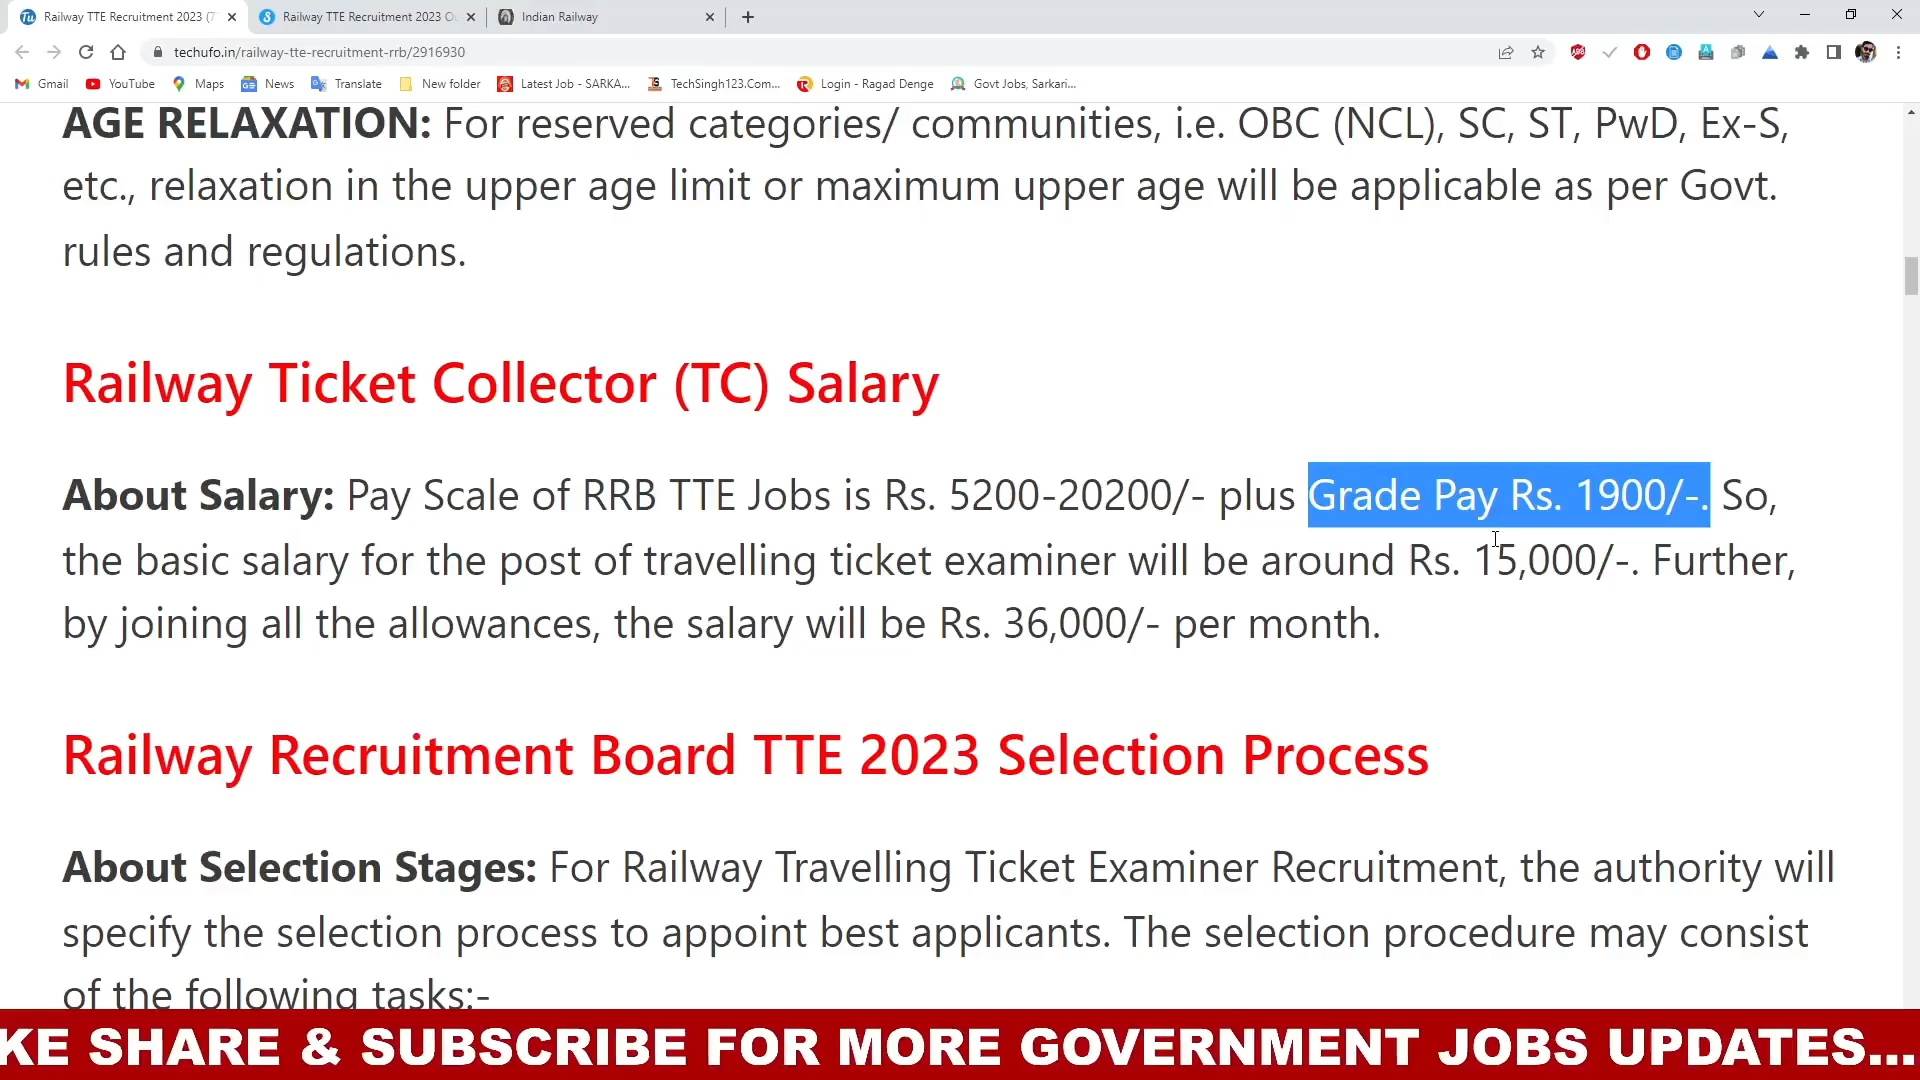 Railway TTE Recruitment 2023 (7
Railway TTE Recruitment 2023 O
Indian Railway
techufo.in/railway-tte-recruitment-rrb/2916930
Gmail YouTube Maps News Translate New folder Latest Job - SARKA... TechSingh123.Com... Login - Ragad Denge Govt Jobs, Sarkari...
AGE RELAXATION: For reserved categories/ communities, i.e. OBC (NCL), SC, ST, PwD, Ex-S,
etc., relaxation in the upper age limit or maximum upper age will be applicable as per Govt.
rules and regulations.
Railway Ticket Collector (TC) Salary
About Salary: Pay Scale of RRB TTE Jobs is Rs. 5200-20200/- plus Grade Pay Rs. 1900/-. So,
the basic salary for the post of travelling ticket examiner will be around Rs. 15,000/-. Further,
by joining all the allowances, the salary will be Rs. 36,000/- per month.
Railway Recruitment Board TTE 2023 Selection Process
About Selection Stages: For Railway Travelling Ticket Examiner Recruitment, the authority will
specify the selection process to appoint best applicants. The selection procedure may consist
of the following tasks:-
KE SHARE & SUBSCRIBE FOR MORE GOVERNMENT JOBS UPDATES...